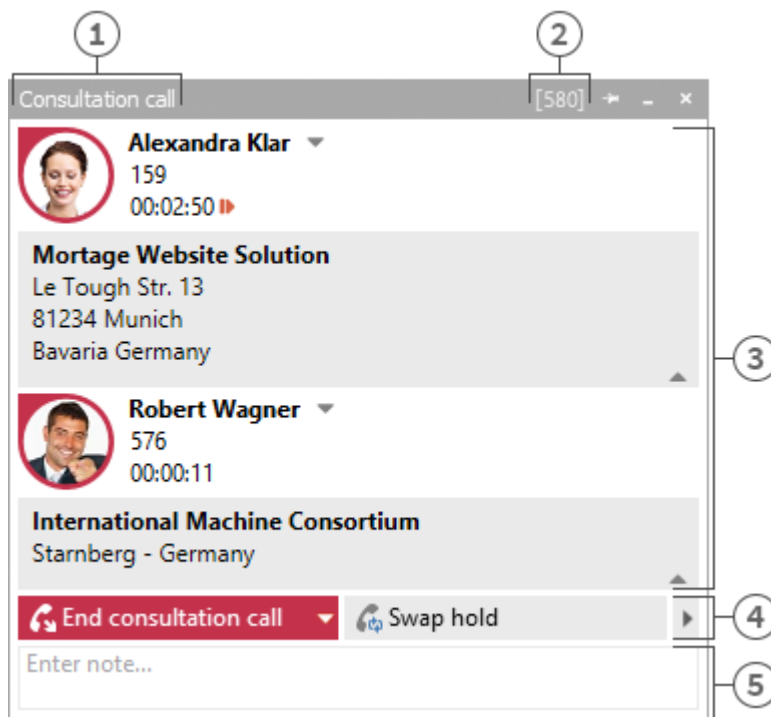 1 2
Consultation call [580]
Alexandra Klar
159
00:02:50
Mortage Website Solution
Le Tough Str. 13
81234 Munich
Bavaria Germany
3
Robert Wagner
576
00:00:11
International Machine Consortium
Starnberg - Germany
End consultation call Swap hold 4
Enter note...
5